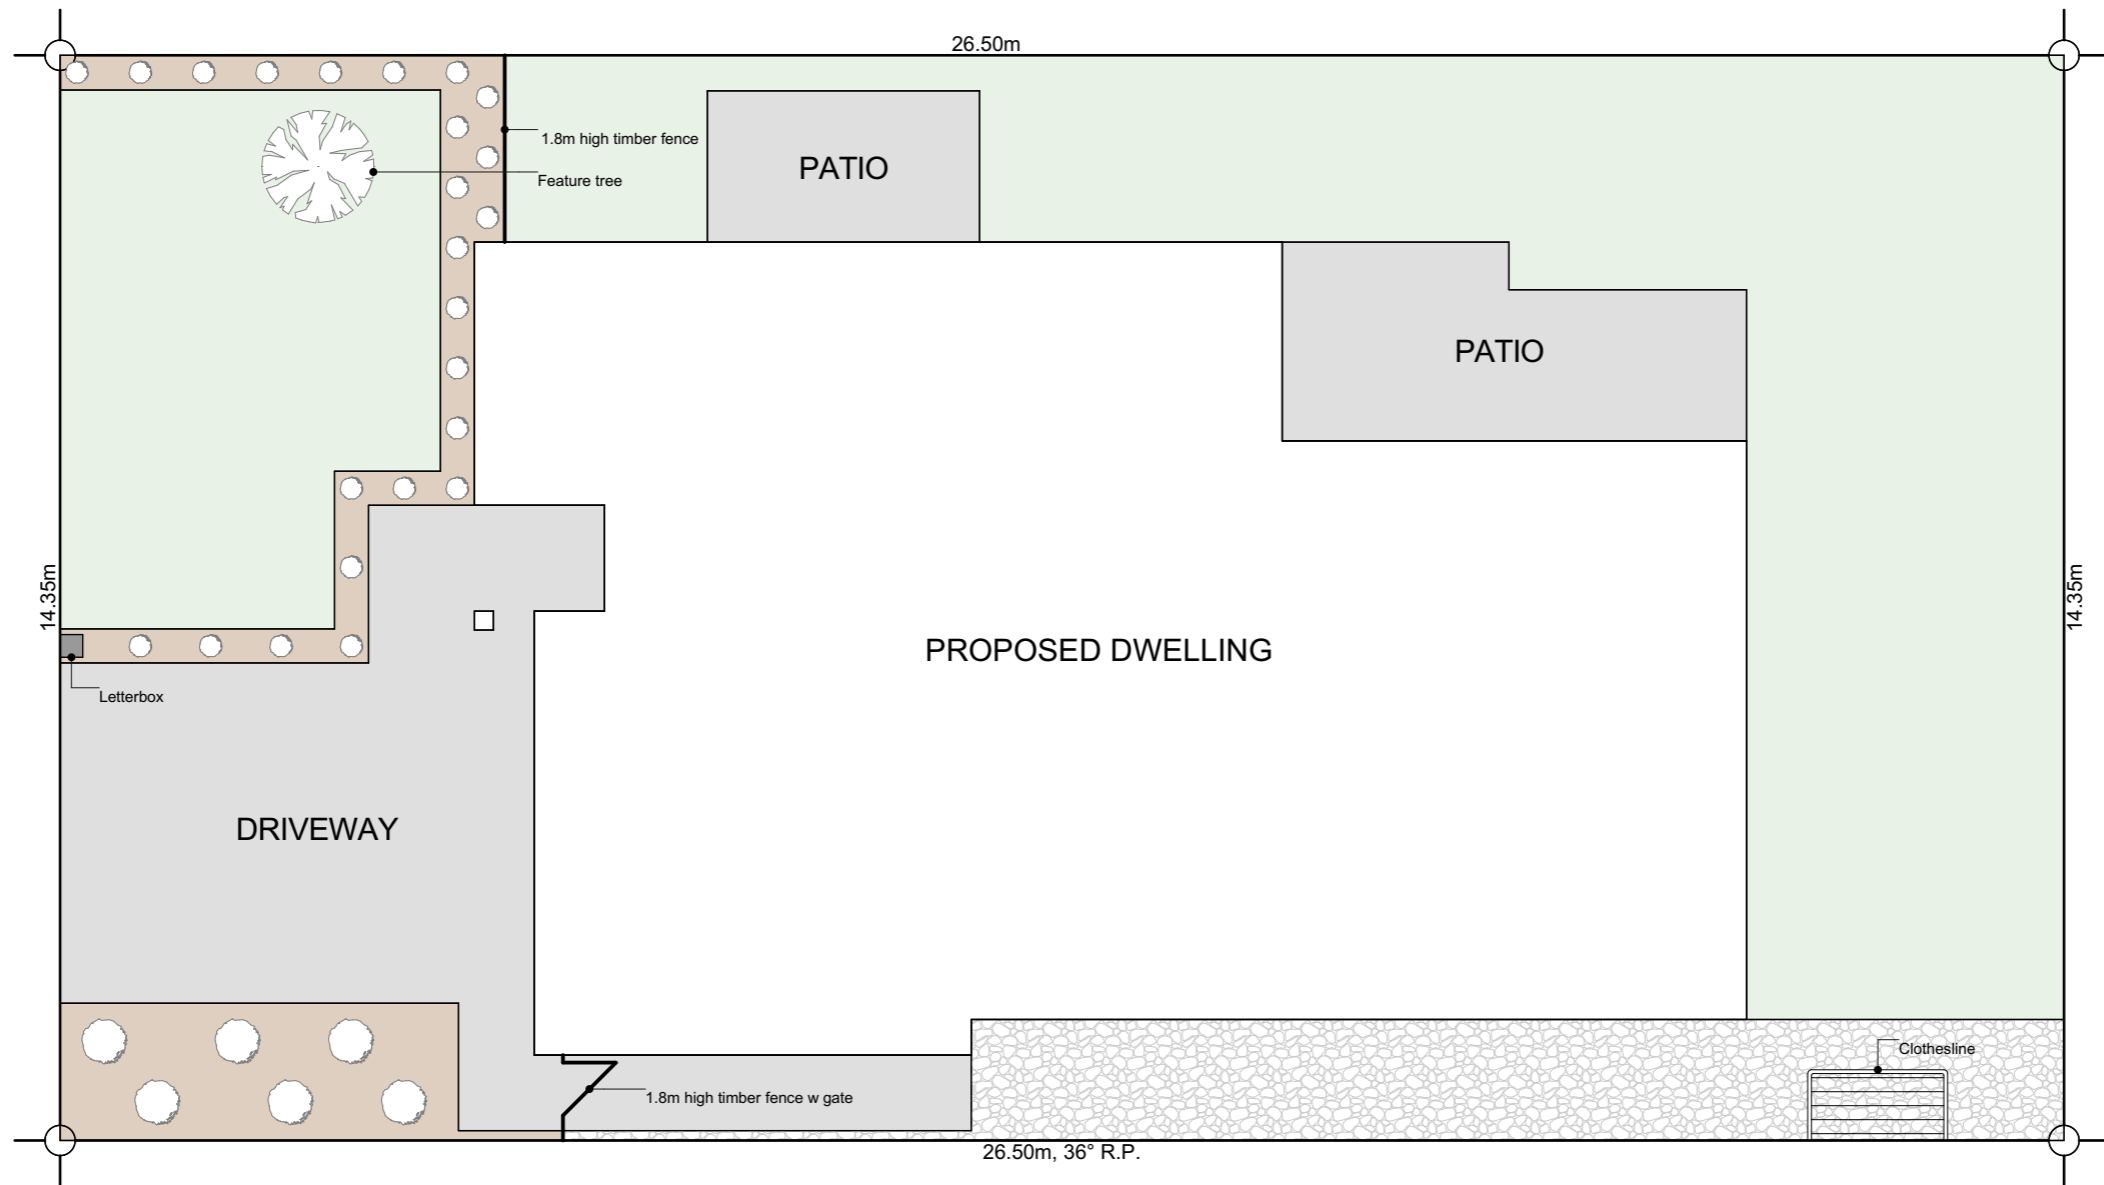 26.50m
1.8m high timber fence
PATIO
Feature tree
PATIO
14.35m
14.35m
PROPOSED DWELLING
Letterbox
DRIVEWAY
Clothesline
1.8m high timber fence w gate
26.50m, 36° R.P.